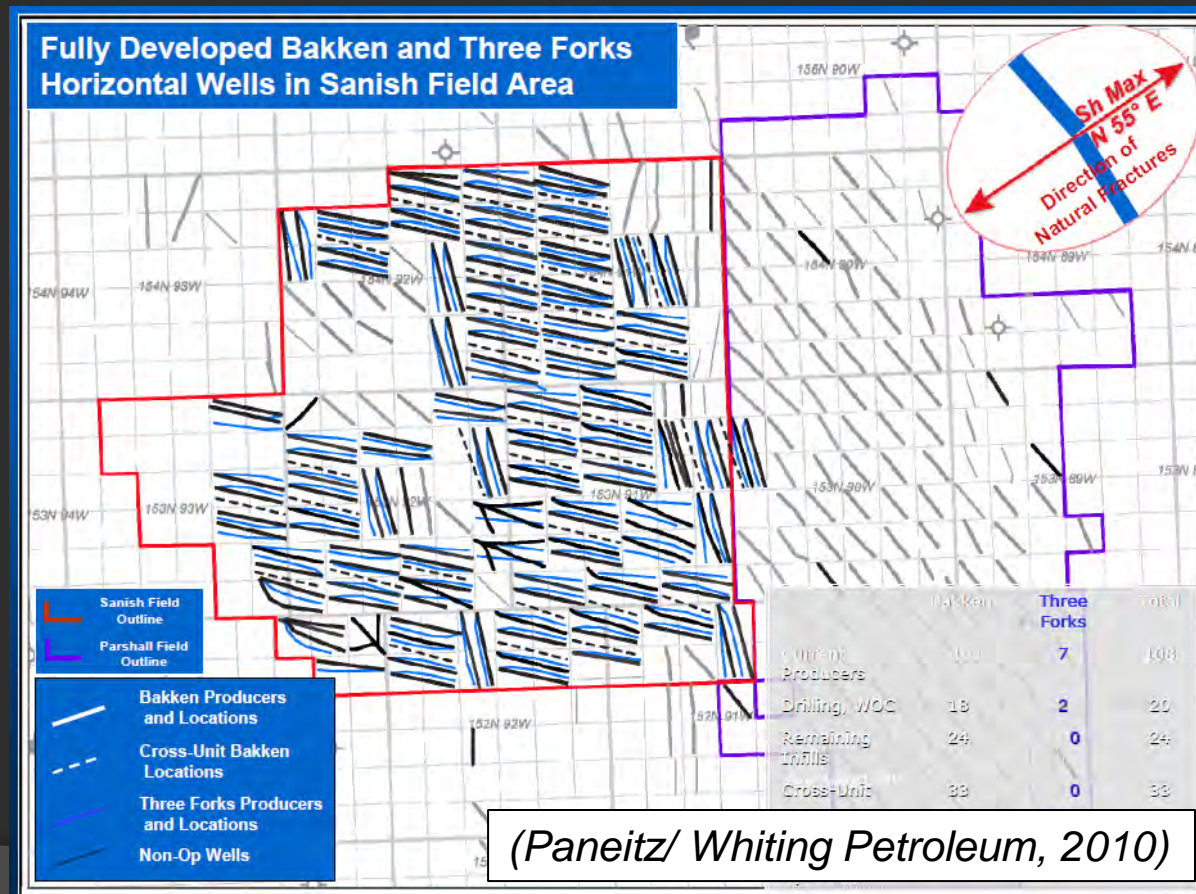 Fully Developed Bakken and Three Forks
Horizontal Wells in Sanish Field Area
156N 90W
Sh Max
N 55° E
Direction of
Natural Fractures
154N 94W
154N 93W
154N 92W
154N 90W
154N 89W
153N 94W
153N 93W
153N 91W
153N 90W
153N 89W
152N 92W
Sanish Field
Outline
Parshall Field
Outline
Bakken Producers
and Locations
Cross-Unit Bakken
Locations
Three Forks Producers
and Locations
Non-Op Wells
Bakken Three Forks Total
Current Producers 7 108
Drilling, WOC 18 2 20
Remaining Infills 24 0 24
Cross-Unit 33 0 33
(Paneitz/ Whiting Petroleum, 2010)